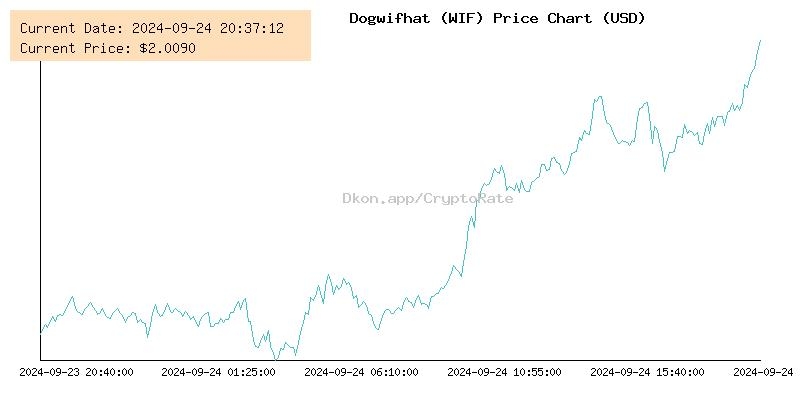 Dogwifhat (WIF) Price Chart (USD)
Current Date: 2024-09-24 20:37:12
Current Price: $2.0090
Dkon.app/CryptoRate
2024-09-23 20:40:00 2024-09-24 01:25:00 2024-09-24 06:10:00 2024-09-24 10:55:00 2024-09-24 15:40:00 2024-09-24